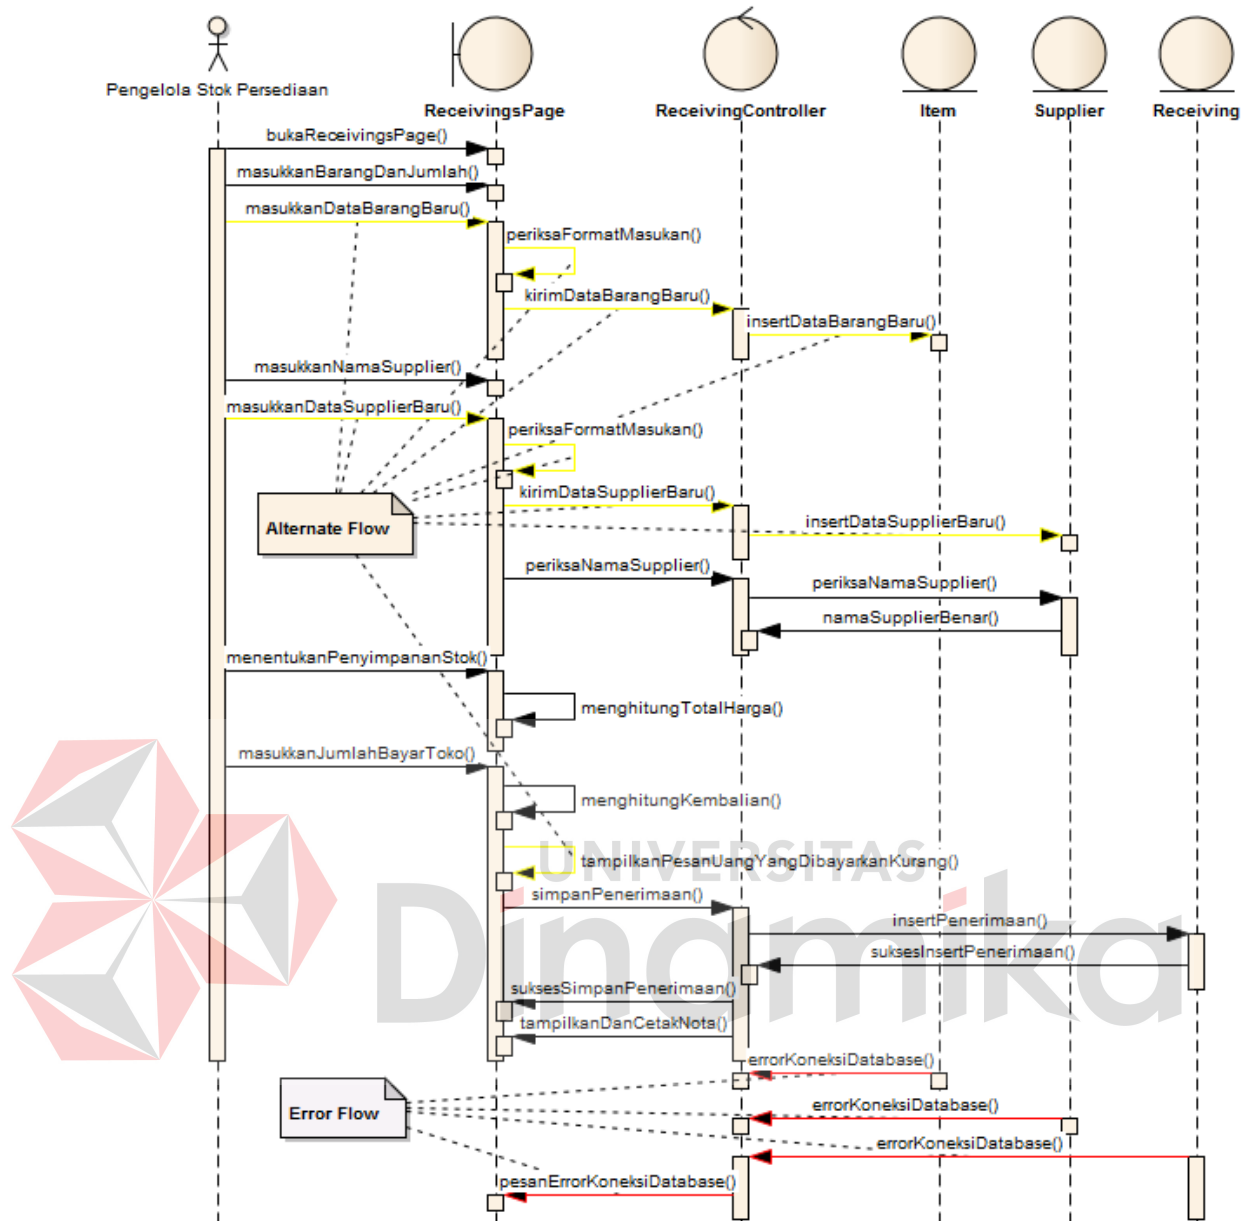 Pengelola Stok Persediaan
ReceivingsPage
ReceivingController
Item
Supplier
Receiving
bukaReceivingsPage()
masukkanBarangDanJumlah()
masukkanDataBarangBaru()
periksaFormatMasukan()
kirimDataBarangBaru()
insertDataBarangBaru()
masukkanNamaSupplier()
masukkanDataSupplierBaru()
periksaFormatMasukan()
kirimDataSupplierBaru()
Alternate Flow
insertDataSupplierBaru()
periksaNamaSupplier()
periksaNamaSupplier()
namaSupplierBenar()
menentukanPenyimpananStok()
menghitungTotalHarga()
masukkanJumlahBayarToko()
menghitungKembalian()
UNIVERSITAS
tampilkanPesanUangYangDibayarkanKurang()
simpanPenerimaan()
Dinamika
insertPenerimaan()
suksesInsertPenerimaan()
suksesSimpanPenerimaan()
tampilkanDanCetakNota()
errorKoneksiDatabase()
Error Flow
errorKoneksiDatabase()
errorKoneksiDatabase()
pesanErrorKoneksiDatabase()